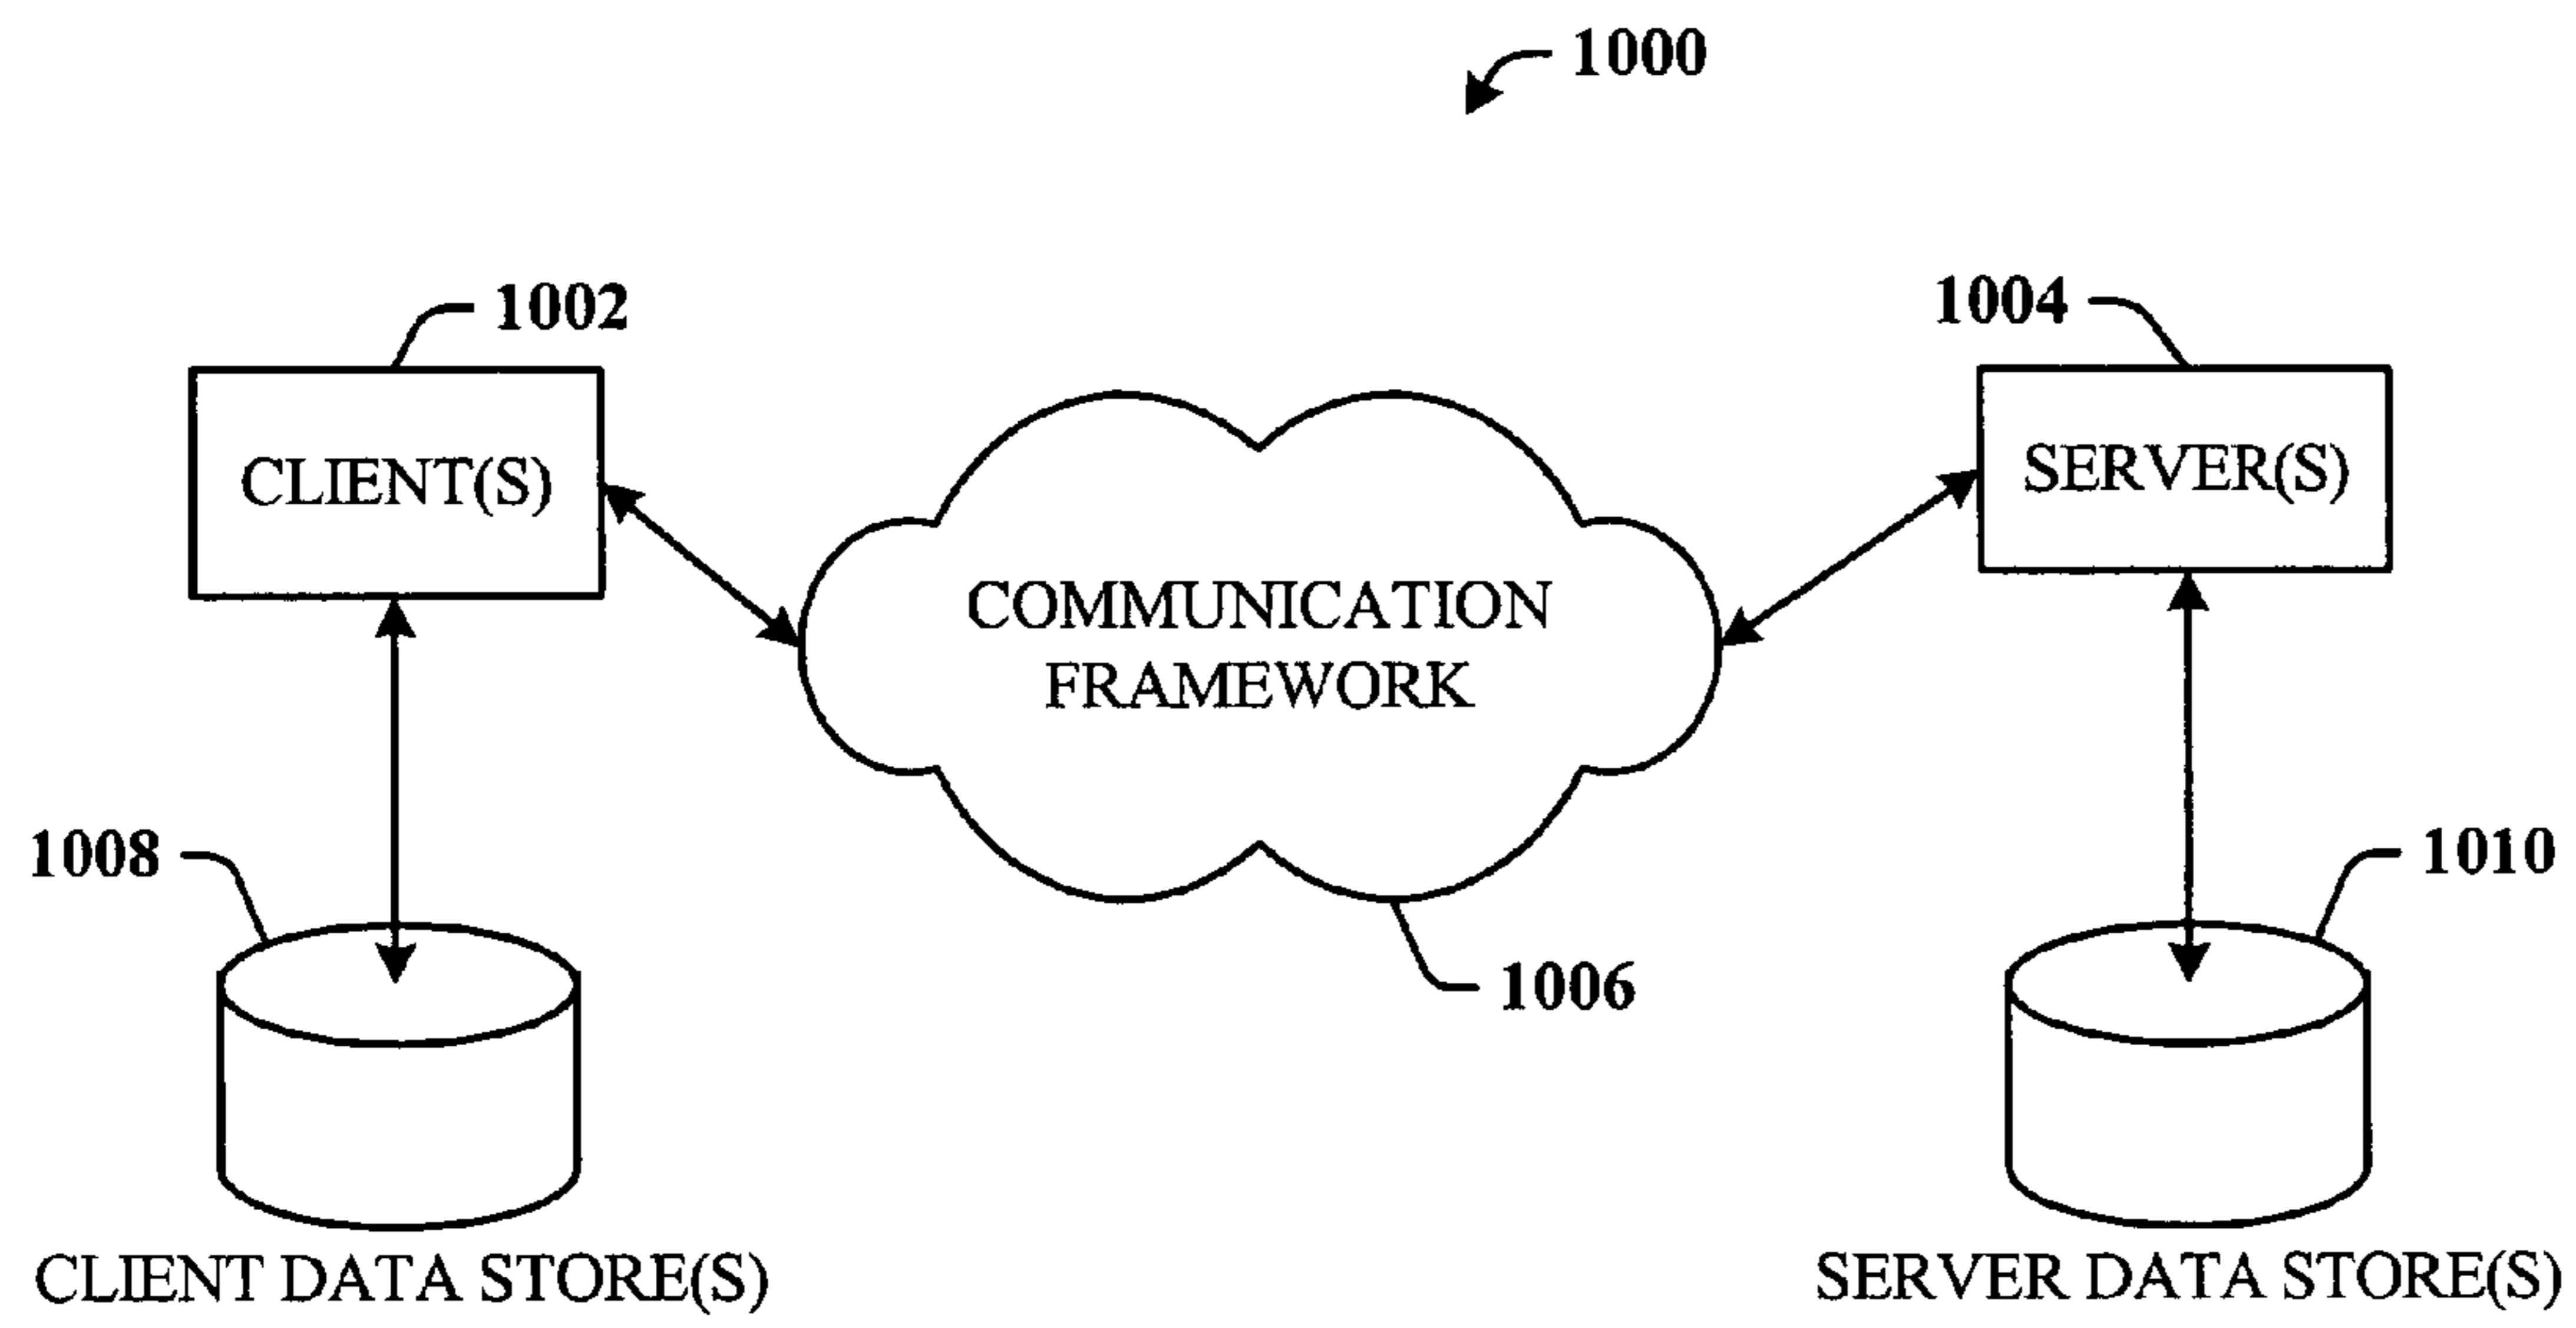 1000
1002
1004
CLIENT(S)
SERVER(S)
COMMUNICATION
FRAMEWORK
1008
1010
1006
CLIENT DATA STORE(S)
SERVER DATA STORE(S)